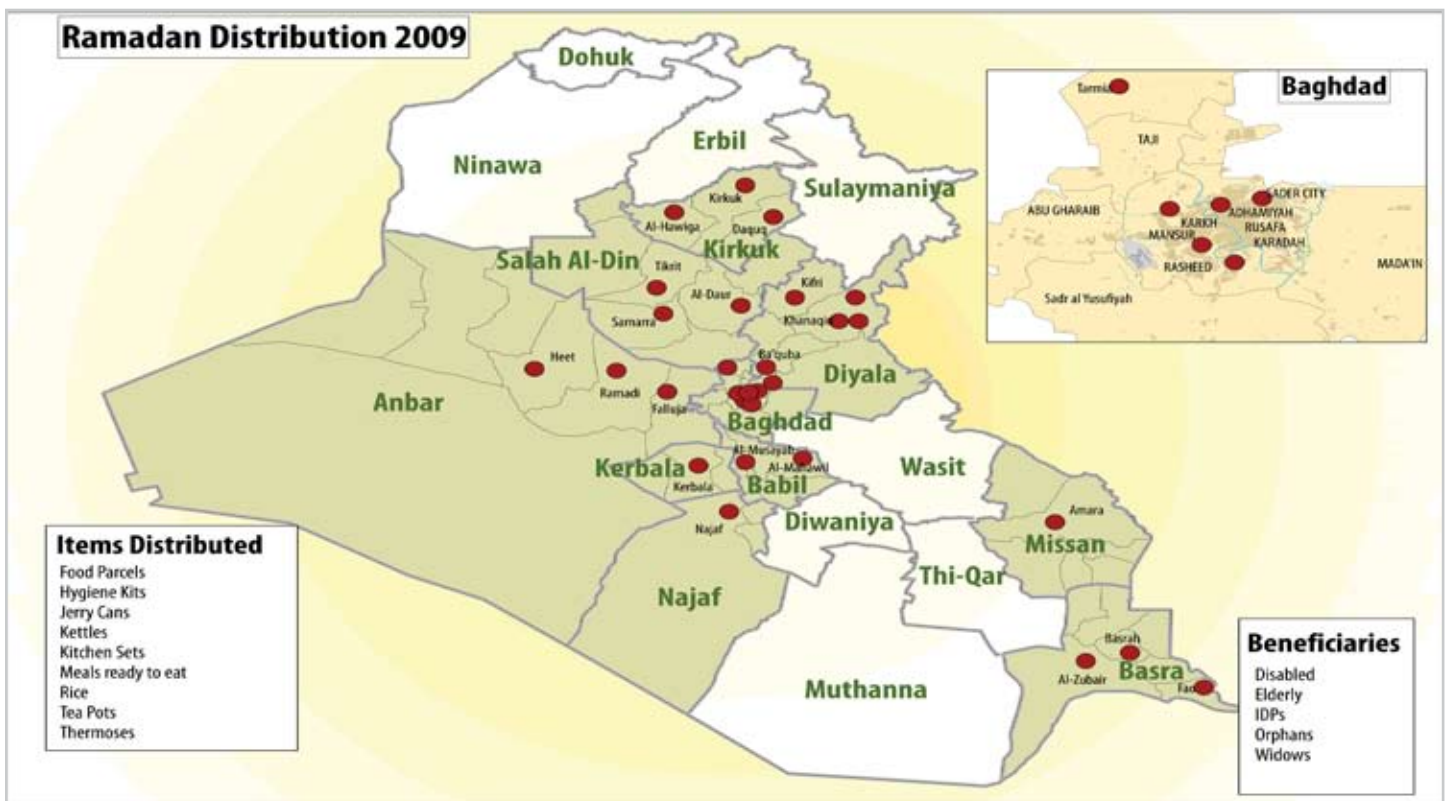 Ramadan Distribution 2009
Dohuk
Ninawa
Erbil
Sulaymaniya
Kirkuk
Al-Hawiga
Daquq
Kirkuk
Salah Al-Din
Tikrit
Al-Daur
Samarra
Kifri
Khanaqin
Heet
Ramadi
Falluja
Ba'quba
Diyala
Anbar
Baghdad
Al-Musayab
Al-Mahawil
Kerbala
Kerbala
Babil
Wasit
Najaf
Diwaniya
Amara
Missan
Najaf
Thi-Qar
Muthanna
Basrah
Al-Zubair
Basra
Fao
Baghdad
Tarmia
TAJI
ABU GHARAIB
SADER CITY
ADHAMIYAH
KARKH
RUSAFA
MANSUR
KARADAH
RASHEED
MADA'IN
Sadr al Yusufiyah
Items Distributed
Food Parcels
Hygiene Kits
Jerry Cans
Kettles
Kitchen Sets
Meals ready to eat
Rice
Tea Pots
Thermoses
Beneficiaries
Disabled
Elderly
IDPs
Orphans
Widows